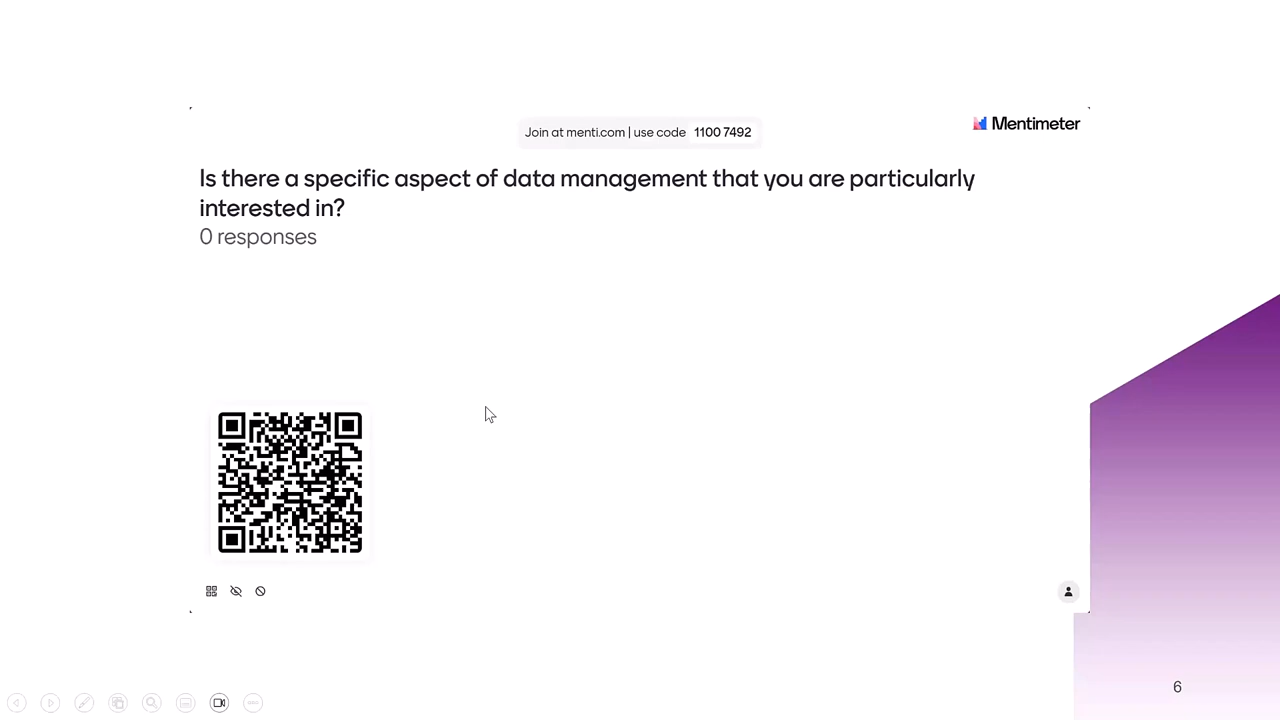 Join at menti.com | use code 1100 7492
Mentimeter
Is there a specific aspect of data management that you are particularly
interested in?
0 responses
6